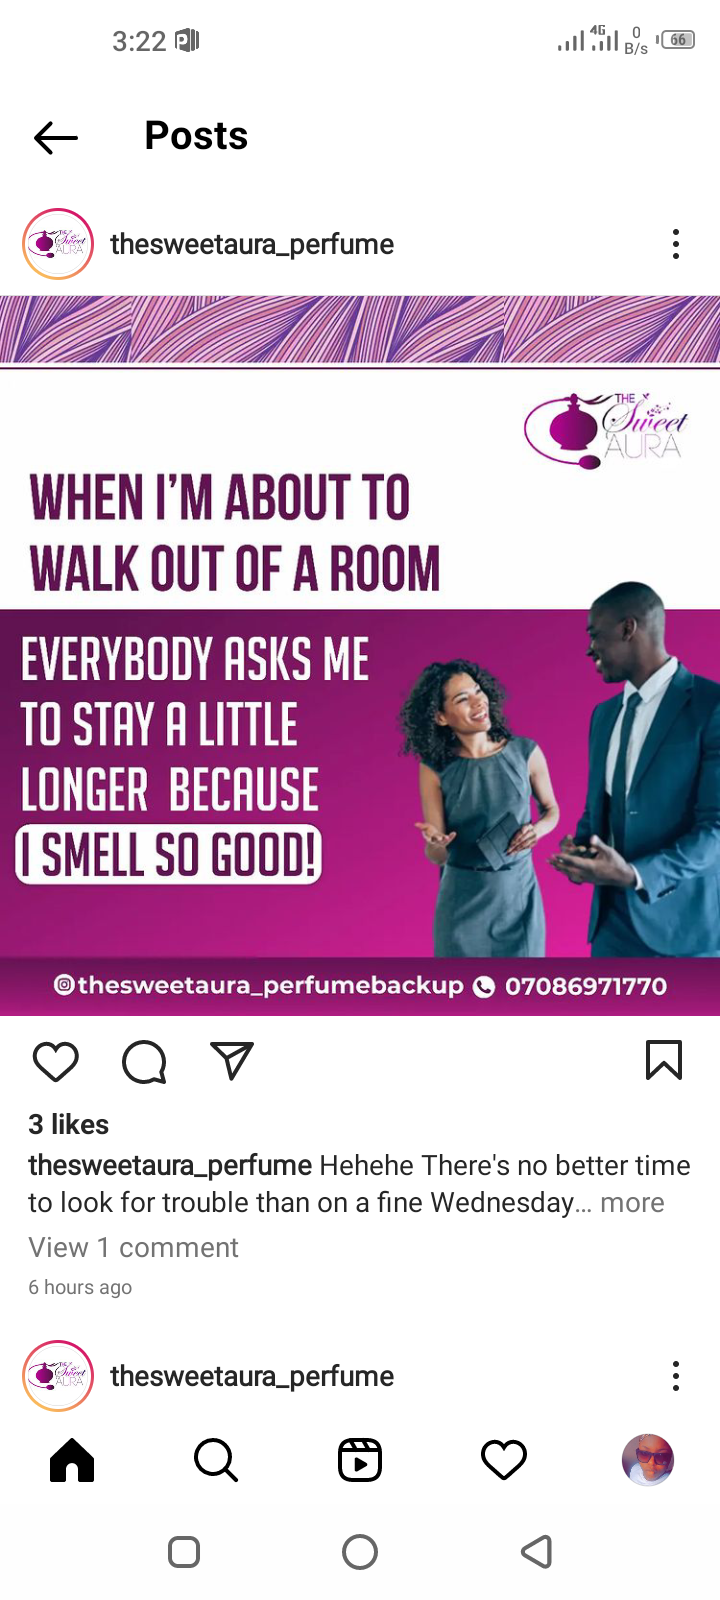 3:22
4G
0
B/s
66
Posts
thesweetaura_perfume
THE
Sweet
AURA
WHEN I'M ABOUT TO
WALK OUT OF A ROOM
EVERYBODY ASKS ME
TO STAY A LITTLE
LONGER BECAUSE
I SMELL SO GOOD!
thesweetaura_perfumebackup 07086971770
3 likes
thesweetaura_perfume Hehehe There's no better time
to look for trouble than on a fine Wednesday... more
View 1 comment
6 hours ago
thesweetaura_perfume